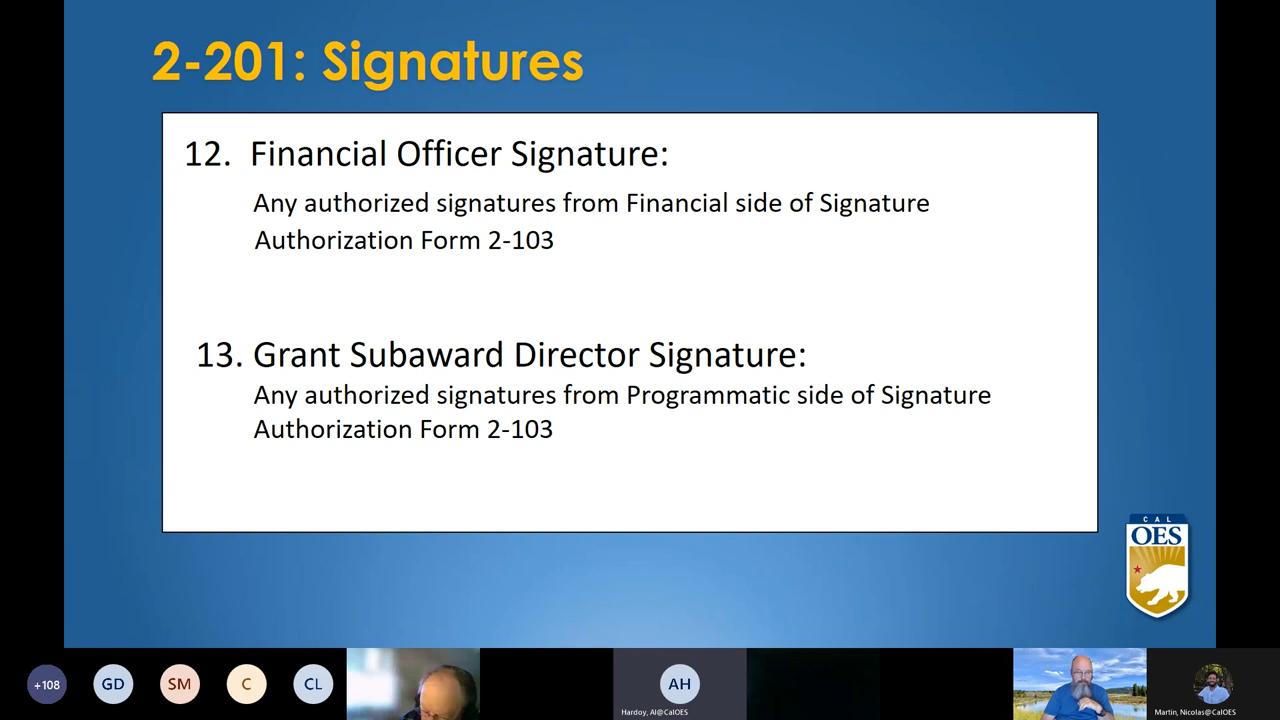 2-201: Signatures
12. Financial Officer Signature:
Any authorized signatures from Financial side of Signature
Authorization Form 2-103
13. Grant Subaward Director Signature:
Any authorized signatures from Programmatic side of Signature
Authorization Form 2-103
CAL
OES
+108
GD
SM
C
CL
AH
Hardoy, Al@CalOES
Martin, Nicolas@CalOES